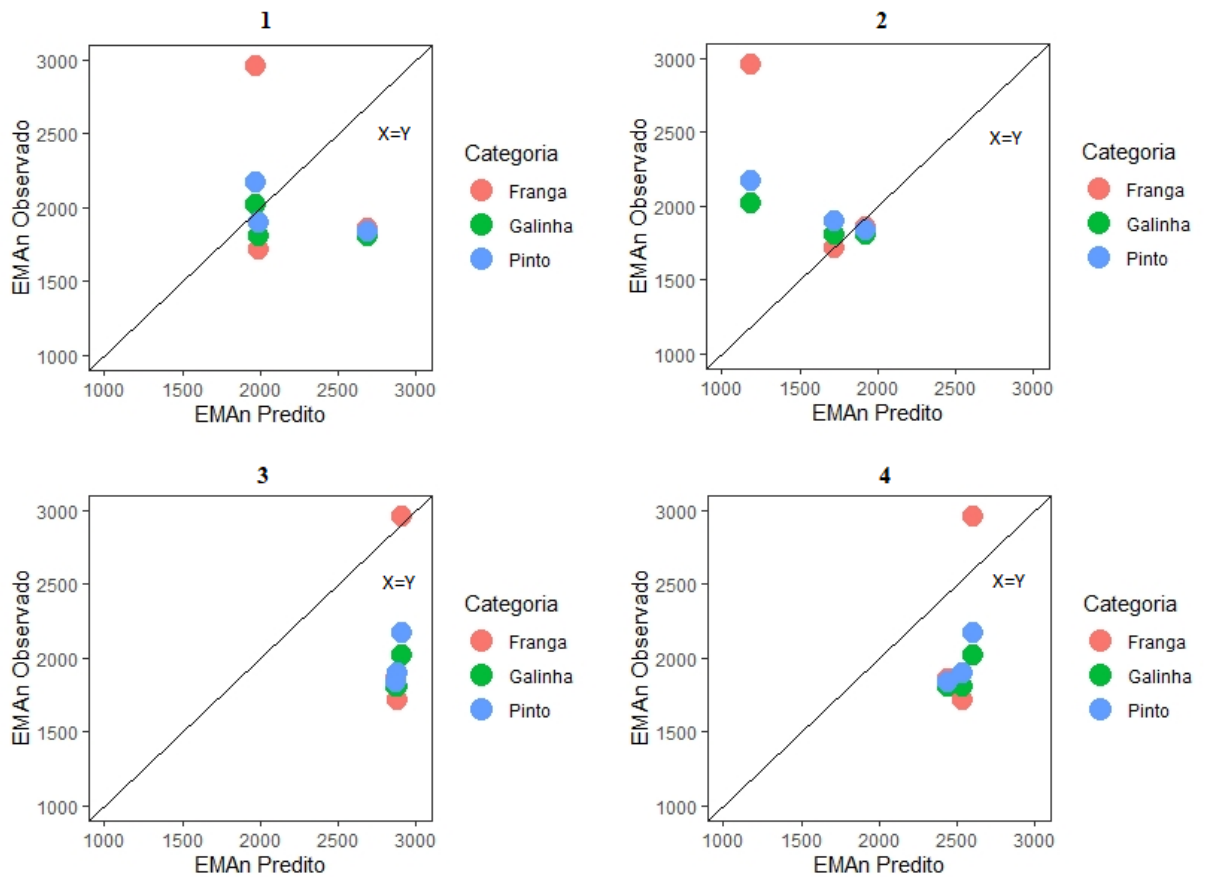 1
3000
2500
2000
1500
1000
EMAn Observado
X=Y
1000 1500 2000 2500 3000
EMAn Predito
Categoria
Franga
Galinha
Pinto
2
3000
2500
2000
1500
1000
EMAn Observado
X=Y
1000 1500 2000 2500 3000
EMAn Predito
Categoria
Franga
Galinha
Pinto
3
3000
2500
2000
1500
1000
EMAn Observado
X=Y
1000 1500 2000 2500 3000
EMAn Predito
Categoria
Franga
Galinha
Pinto
4
3000
2500
2000
1500
1000
EMAn Observado
X=Y
1000 1500 2000 2500 3000
EMAn Predito
Categoria
Franga
Galinha
Pinto